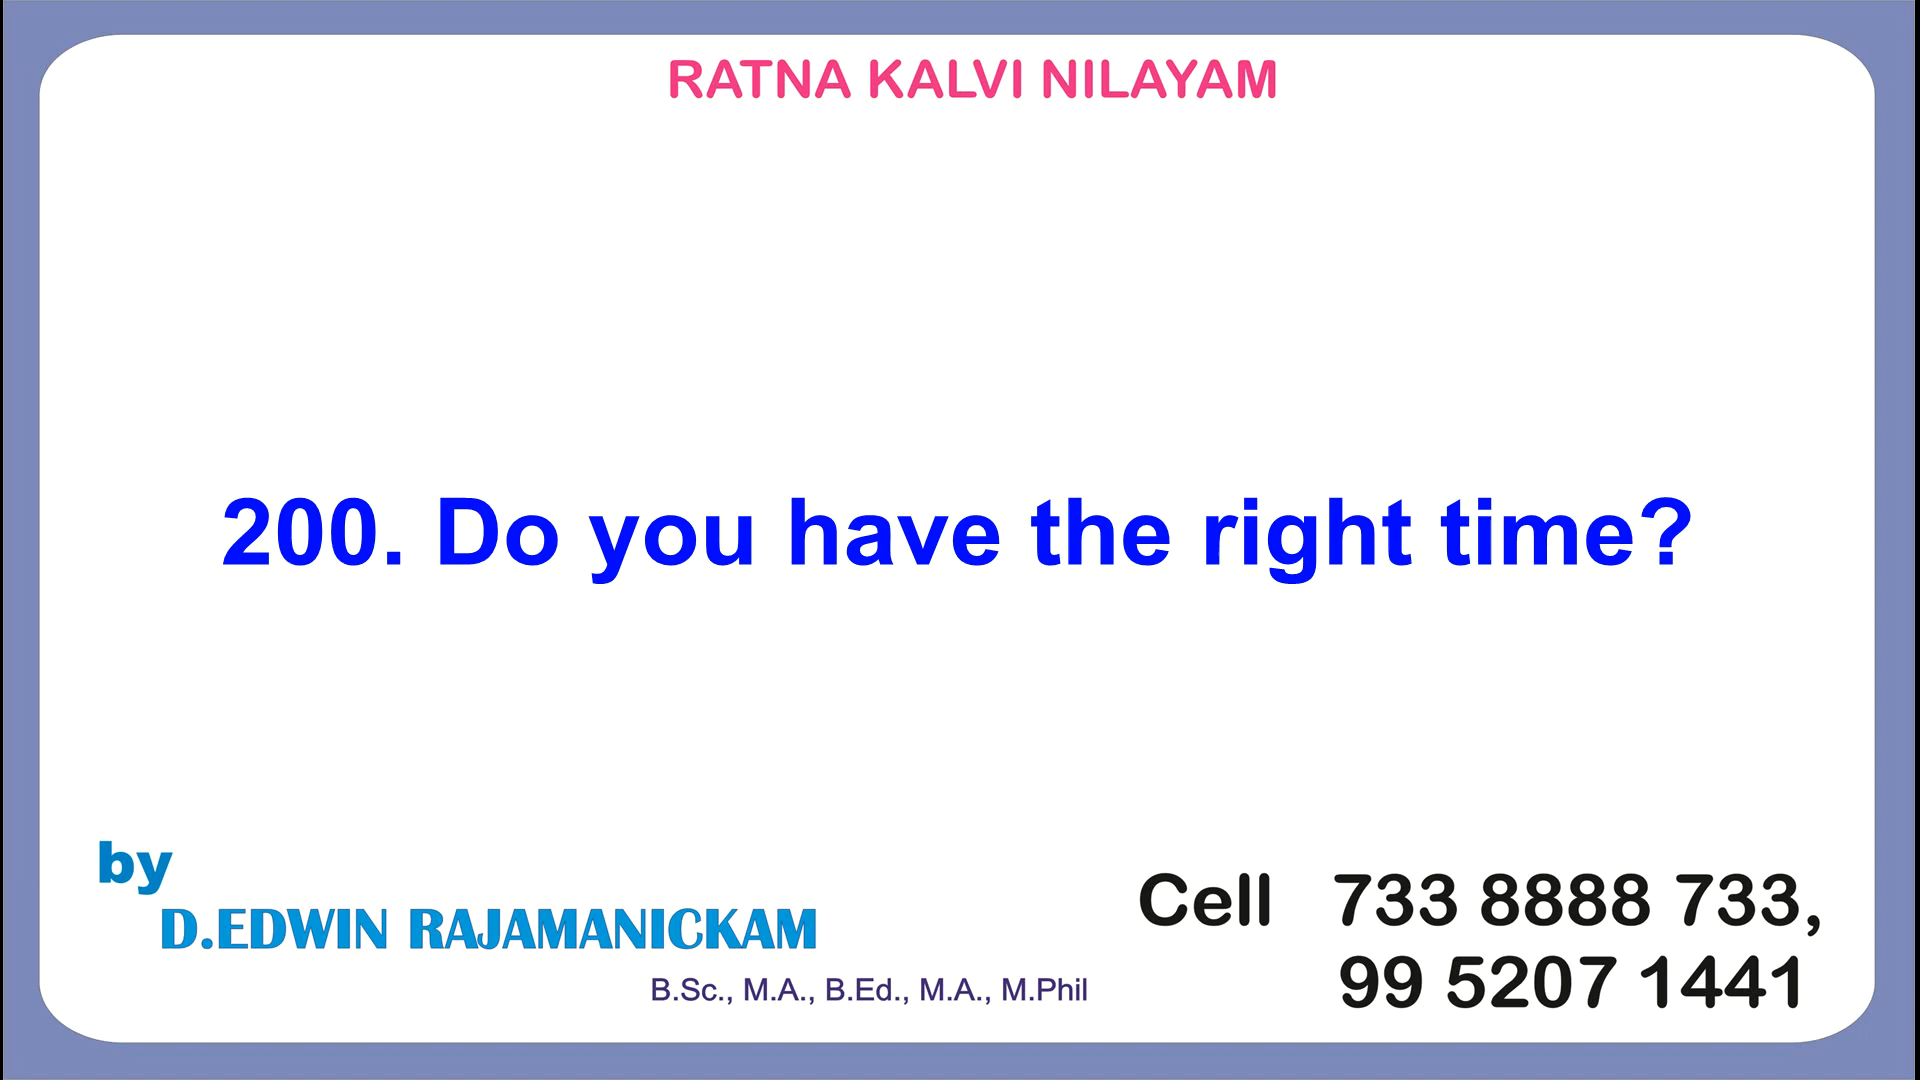 RATNA KALVI NILAYAM
200. Do you have the right time?
by
D.EDWIN RAJAMANICKAM
B.Sc., M.A., B.Ed., M.A., M.Phil
Cell 733 8888 733,
99 5207 1441